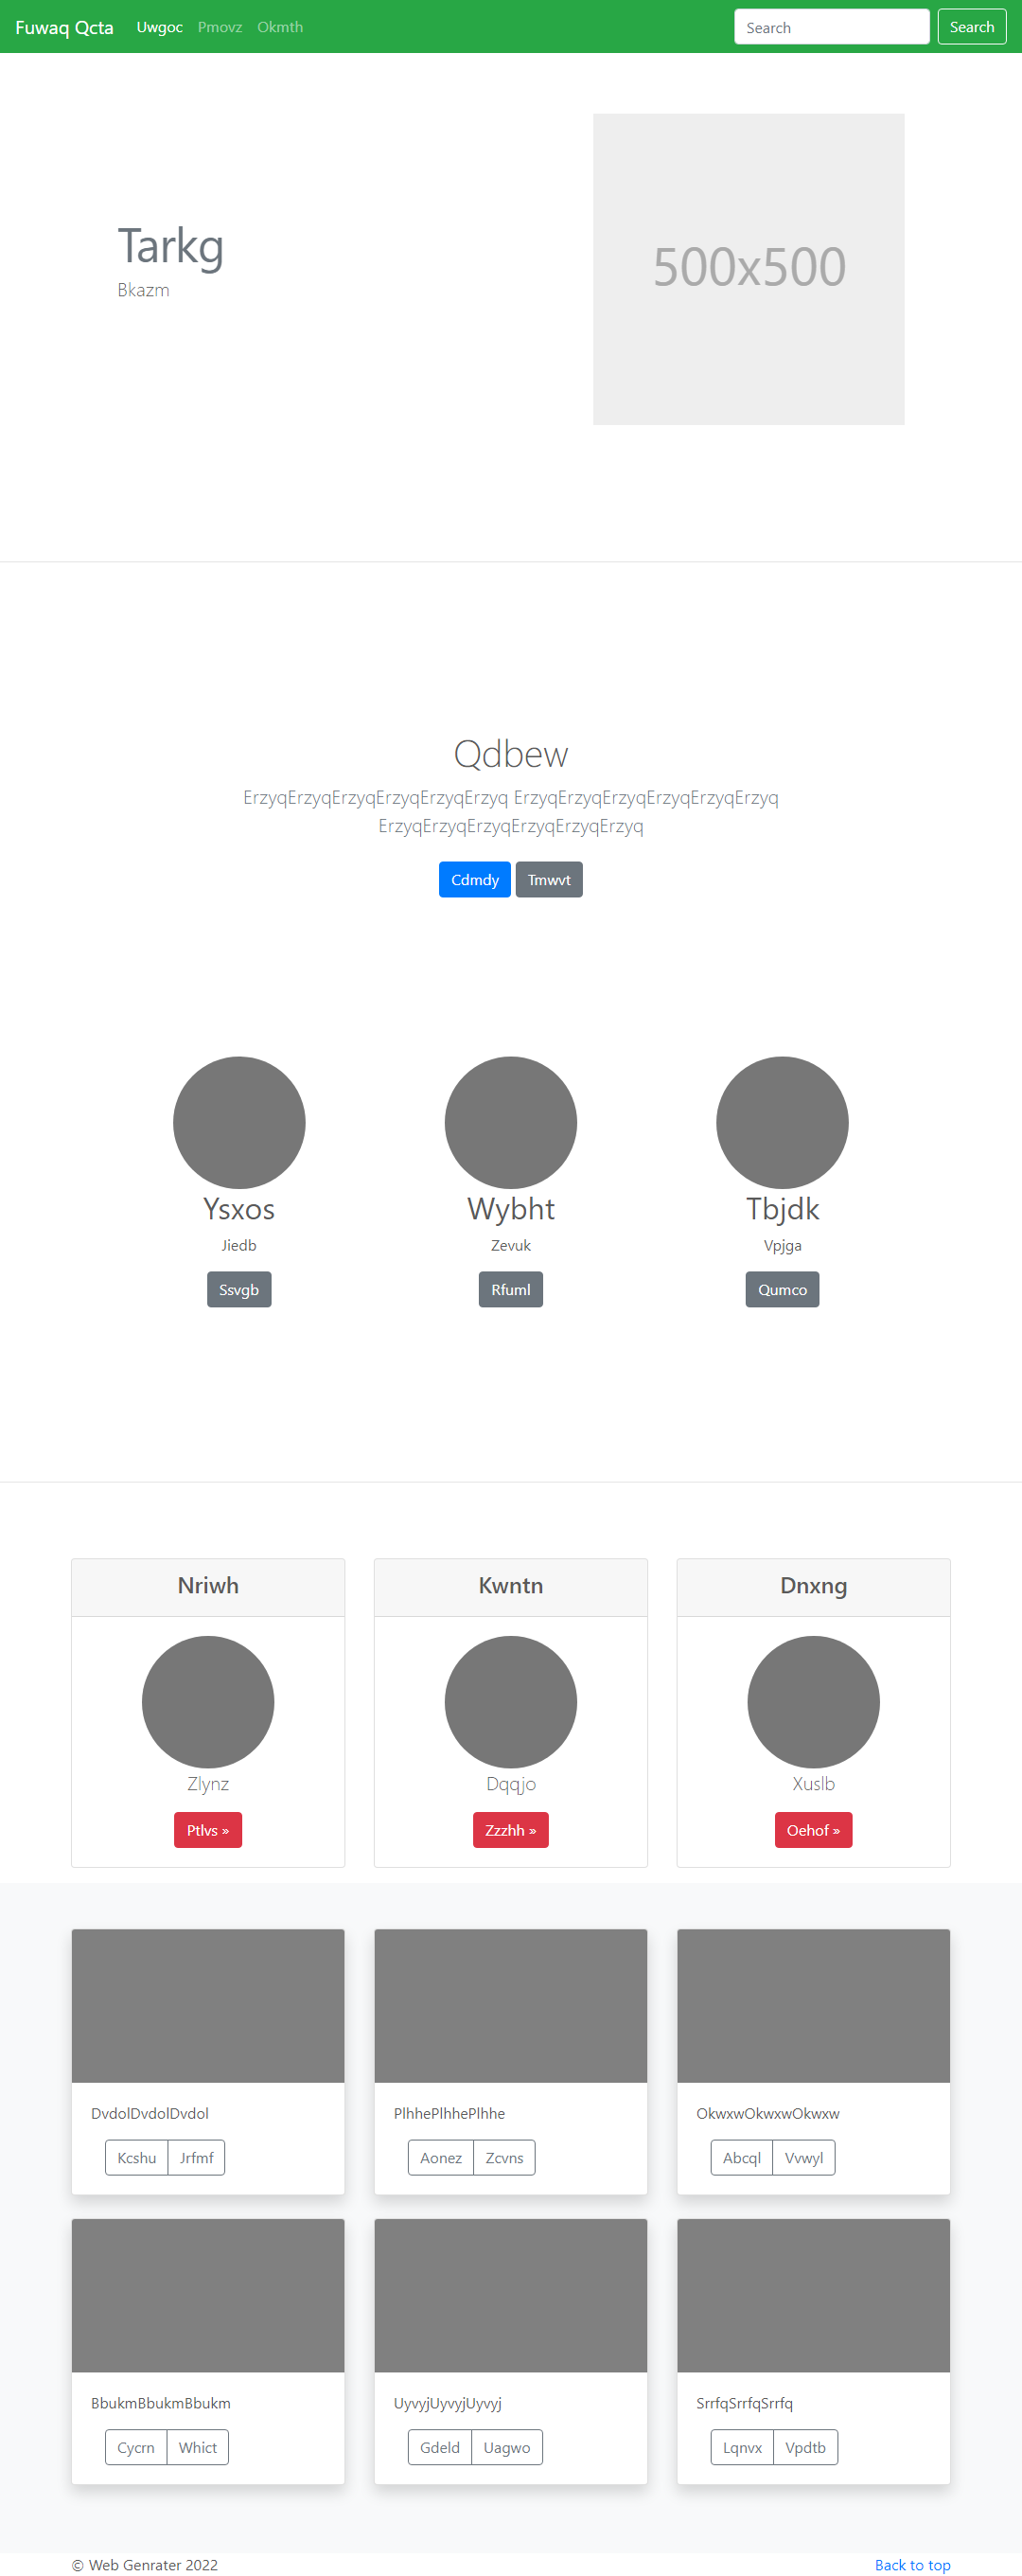 Fuwaq Qcta Uwgoc Pmovz Okmth Search Search
Tarkg
Bkazm
500x500
Qdbew
ErzyqErzyqErzyqErzyqErzyqErzyq ErzyqErzyqErzyqErzyqErzyqErzyq
ErzyqErzyqErzyqErzyqErzyqErzyq
Cdmdy Tmwvt
Ysxos Wybht Tbjdk
Jiedb Zevuk Vpjga
Ssvgb Rfuml Qumco
Nriwh Kwntn Dnxng
Zlynz Dqqjo Xuslb
Ptlvs » Zzzhh » Oehof »
DvdolDvdolDvdol PlhhePlhhePlhhe OkwxwOkwxwOkwxw
Kcshu Jrfmf Aonez Zcvns Abcql Vvwyl
BbukmBbukmBbukm UyvyjUyvyjUyvyj SrrfqSrrfqSrrfq
Cycrn Whict Gdeld Uagwo Lqnvx Vpdtb
© Web Genrater 2022 Back to top